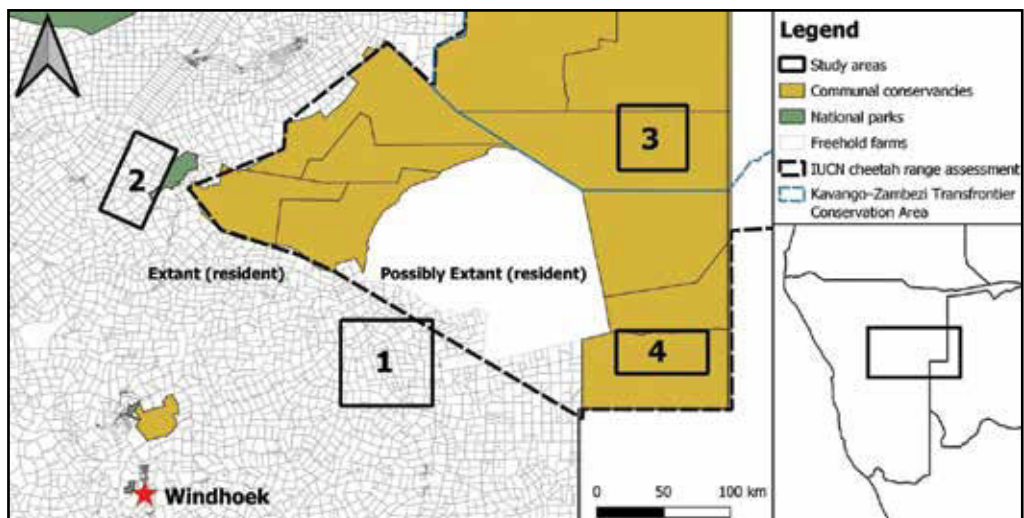 Legend
Study areas
Communal conservancies
National parks
Freehold farms
IUCN cheetah range assessment
Kavango–Zambezi Transfrontier
Conservation Area
3
2
Extant (resident)
Possibly Extant (resident)
1
4
Windhoek
0 50 100 km